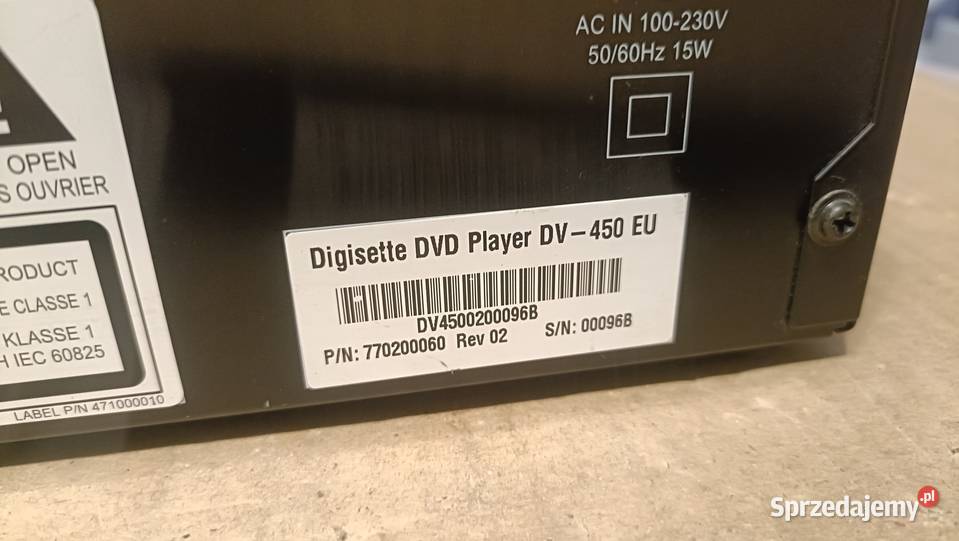 AC IN 100-230V
50/60Hz 15W
OPEN
OUVRIER
CLASSE 1
KLASSE 1
IEC 60825
LABEL P/N 471000010
Digisette DVD Player DV-450 EU
DV4500200096B
P/N: 770200060 Rev 02 S/N: 00096B
Sprzedajemy.pl